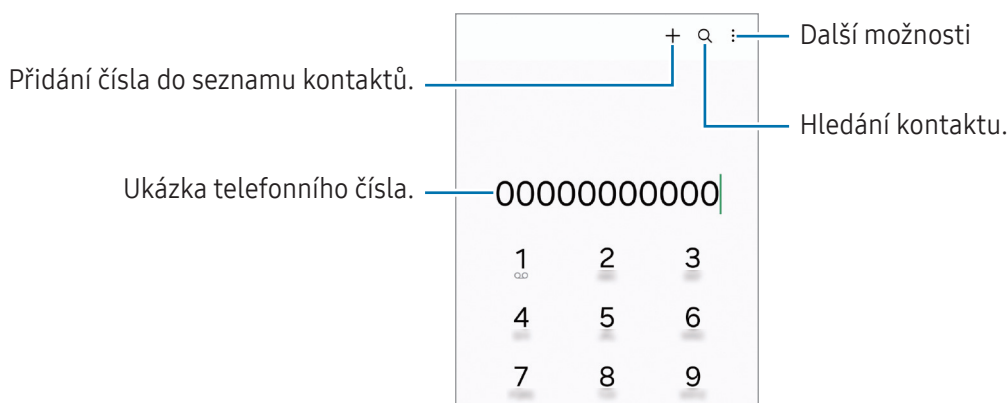 Další možnosti
Přidání čísla do seznamu kontaktů.
Hledání kontaktu.
Ukázka telefonního čísla.
00000000000
1 2 3
4 5 6
7 8 9